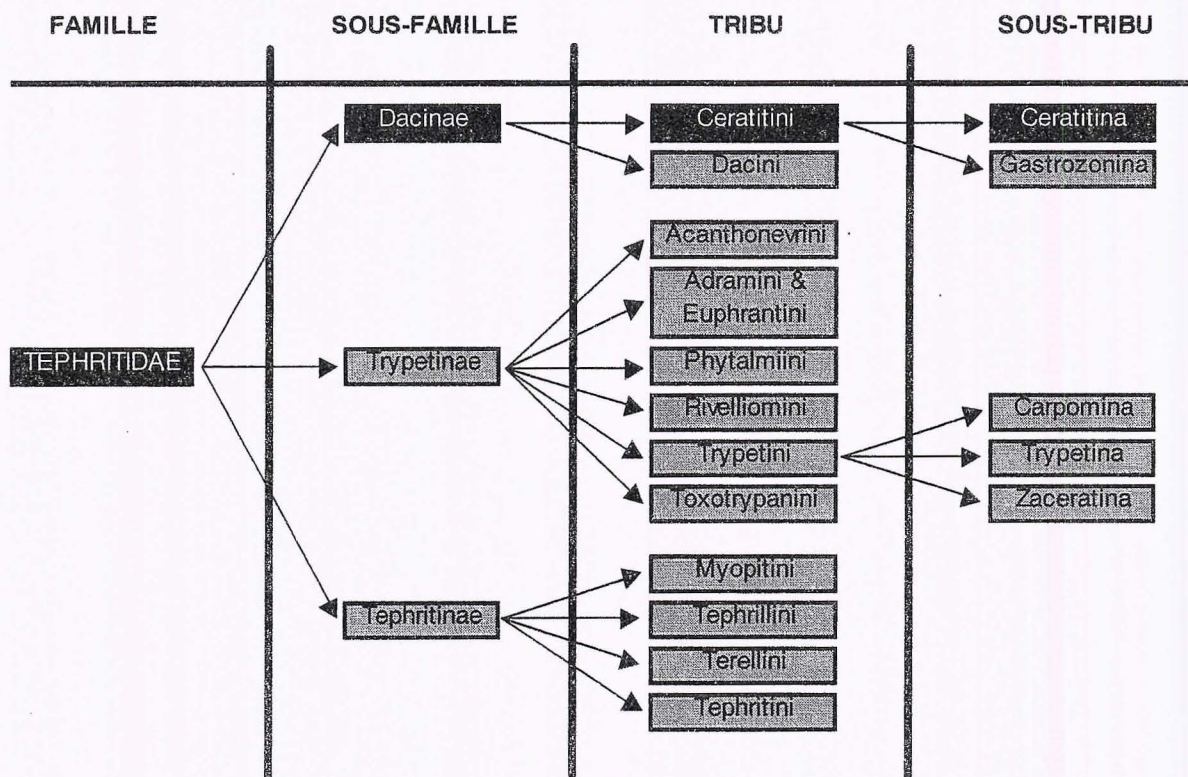 FAMILLE
SOUS-FAMILLE
TRIBU
SOUS-TRIBU
TEPHRITIDAE
Dacinae
Trypetinae
Tephritinae
Ceratitini
Dacini
Acanthonevrini
Adramini &
Euphrantini
Phytalmiini
Rivelliomini
Trypetini
Toxotrypanini
Myopitini
Tephrillini
Terellini
Tephritini
Ceratitina
Gastrozonina
Carpomina
Trypetina
Zaceratina